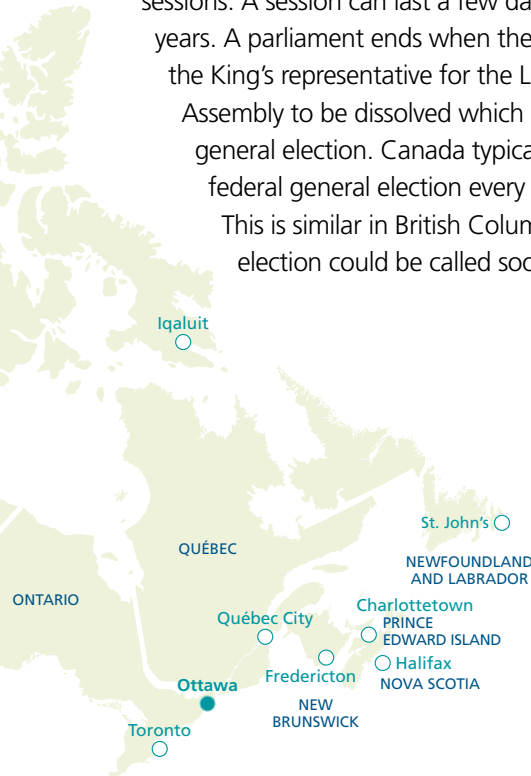 sessions. A session can last a few da
years. A parliament ends when the
the King’s representative for the L
Assembly to be dissolved which
general election. Canada typica
federal general election every
This is similar in British Colum
election could be called soo
Iqaluit
St. John’s
QUÉBEC
NEWFOUNDLAND
AND LABRADOR
ONTARIO
Charlottetown
Québec City
PRINCE
EDWARD ISLAND
Halifax
Fredericton
NOVA SCOTIA
Ottawa
NEW
BRUNSWICK
Toronto